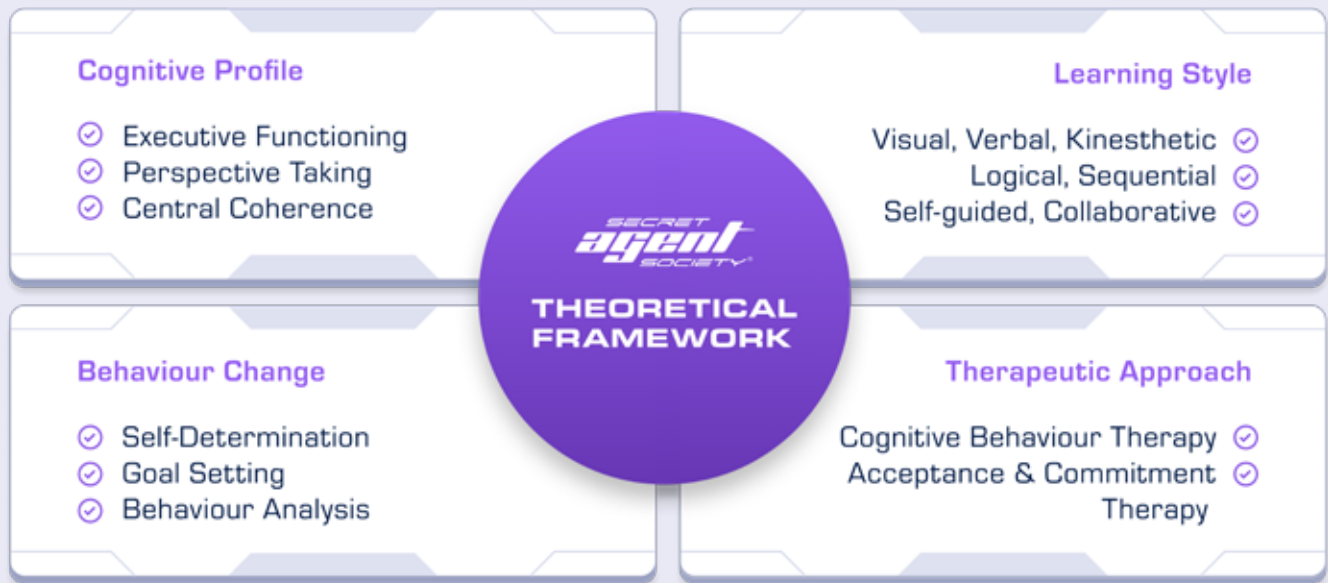 Cognitive Profile
Executive Functioning
Perspective Taking
Central Coherence
Learning Style
Visual, Verbal, Kinesthetic
Logical, Sequential
Self-guided, Collaborative
SECRET
agent
SOCIETY®
THEORETICAL
FRAMEWORK
Behaviour Change
Self-Determination
Goal Setting
Behaviour Analysis
Therapeutic Approach
Cognitive Behaviour Therapy
Acceptance & Commitment
Therapy